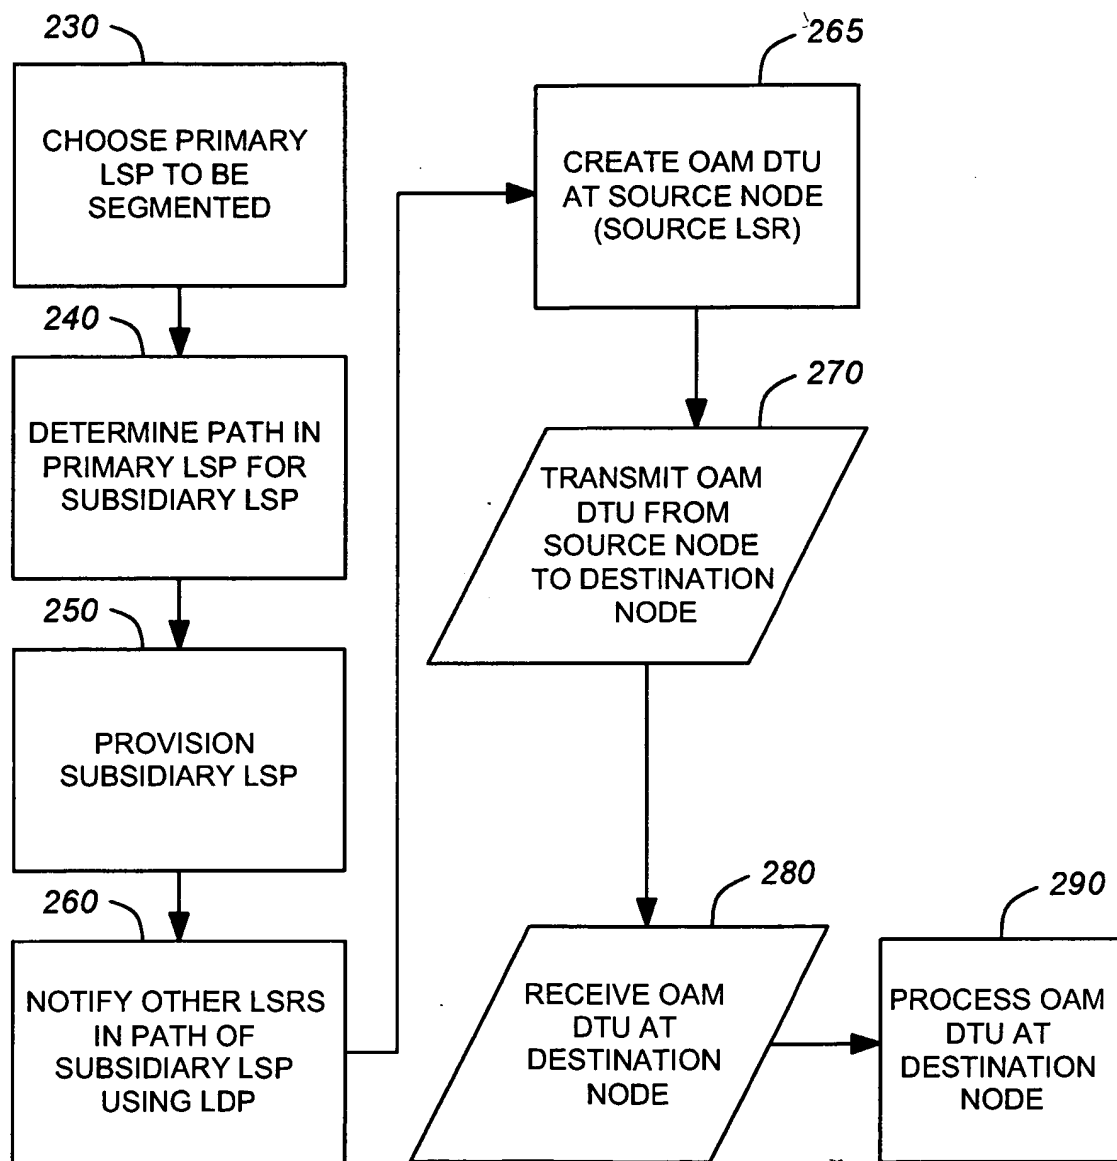 230
CHOOSE PRIMARY
LSP TO BE
SEGMENTED
240
DETERMINE PATH IN
PRIMARY LSP FOR
SUBSIDIARY LSP
250
PROVISION
SUBSIDIARY LSP
260
NOTIFY OTHER LSRS
IN PATH OF
SUBSIDIARY LSP
USING LDP
265
CREATE OAM DTU
AT SOURCE NODE
(SOURCE LSR)
270
TRANSMIT OAM
DTU FROM
SOURCE NODE
TO DESTINATION
NODE
280
RECEIVE OAM
DTU AT
DESTINATION
NODE
290
PROCESS OAM
DTU AT
DESTINATION
NODE